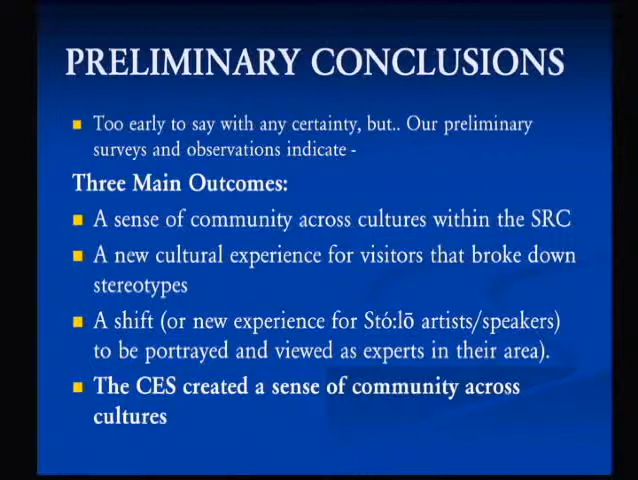 PRELIMINARY CONCLUSIONS
Too early to say with any certainty, but.. Our preliminary
surveys and observations indicate -
Three Main Outcomes:
A sense of community across cultures within the SRC
A new cultural experience for visitors that broke down
stereotypes
A shift (or new experience for Stó:lō artists/speakers)
to be portrayed and viewed as experts in their area).
The CES created a sense of community across
cultures